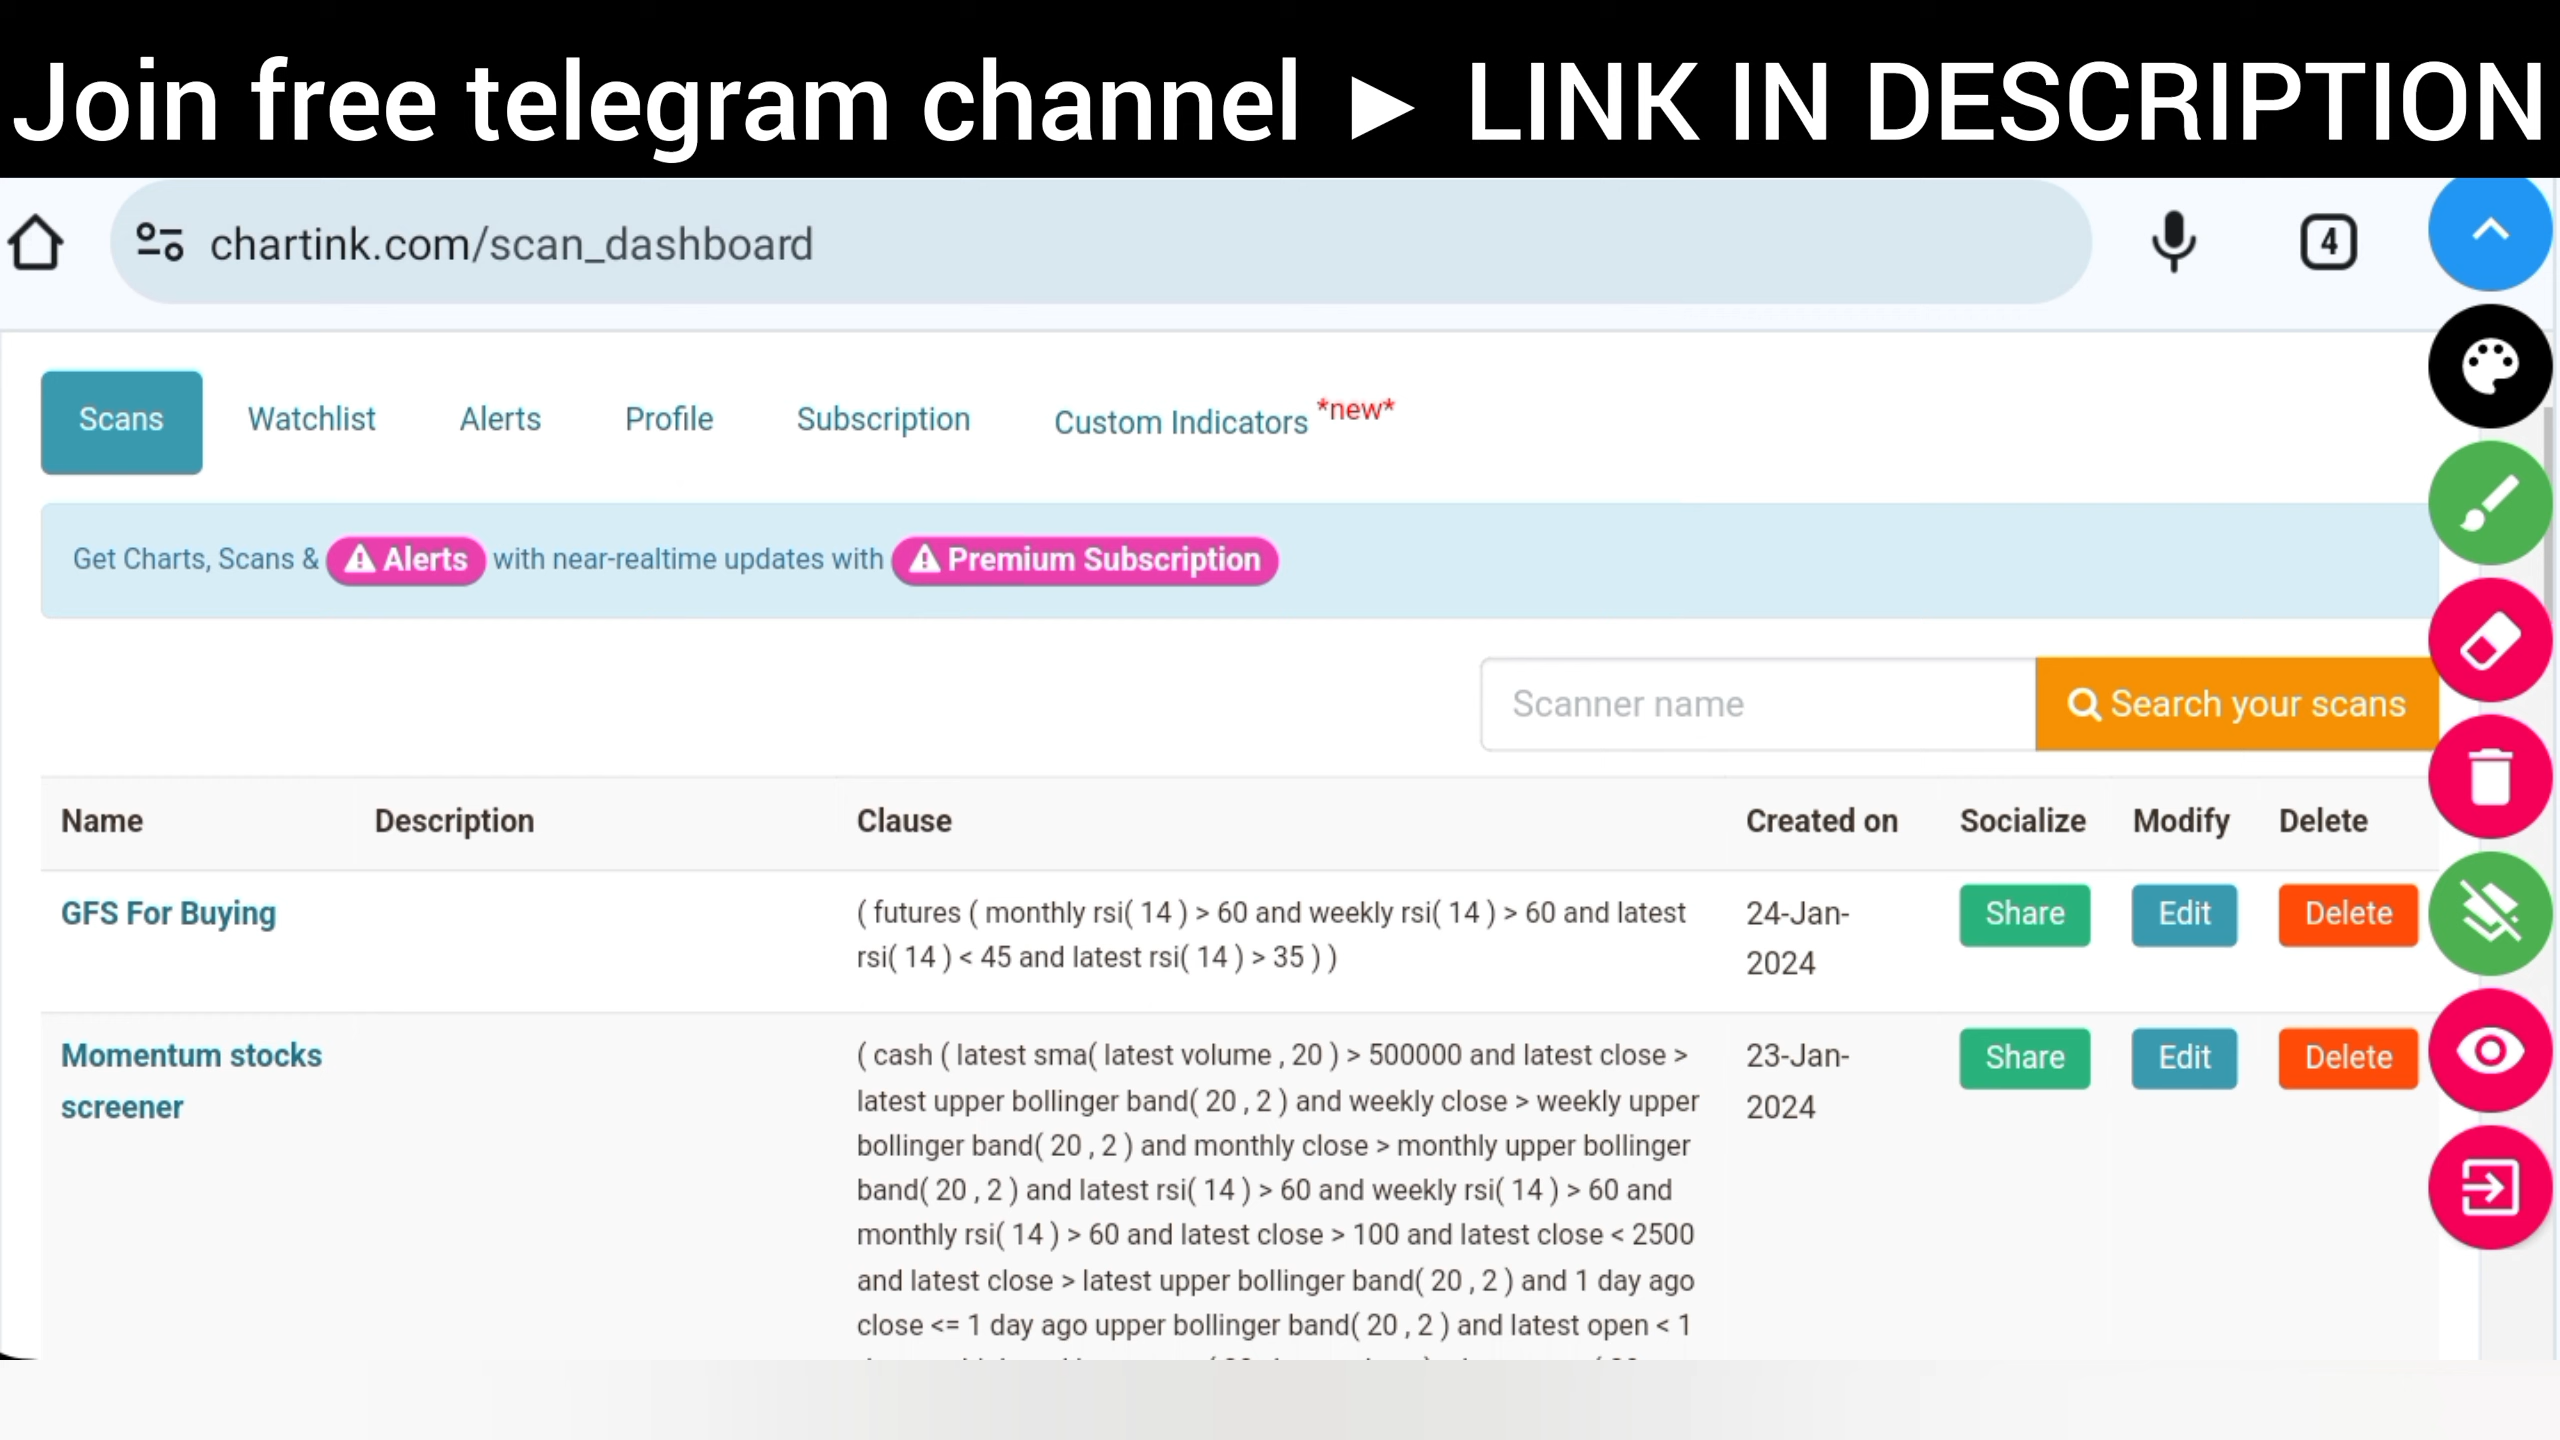 Join free telegram channel ► LINK IN DESCRIPTION
chartink.com/scan_dashboard
4
Scans Watchlist Alerts Profile Subscription Custom Indicators *new*
Get Charts, Scans & Alerts with near-realtime updates with Premium Subscription
Scanner name Search your scans
Name Description Clause Created on Socialize Modify Delete
GFS For Buying ( futures ( monthly rsi( 14 ) > 60 and weekly rsi( 14 ) > 60 and latest 24-Jan- Share Edit Delete
rsi( 14 ) < 45 and latest rsi( 14 ) > 35 ) ) 2024
Momentum stocks ( cash ( latest sma( latest volume , 20 ) > 500000 and latest close > 23-Jan- Share Edit Delete
screener latest upper bollinger band( 20 , 2 ) and weekly close > weekly upper 2024
bollinger band( 20 , 2 ) and monthly close > monthly upper bollinger
band( 20 , 2 ) and latest rsi( 14 ) > 60 and weekly rsi( 14 ) > 60 and
monthly rsi( 14 ) > 60 and latest close > 100 and latest close < 2500
and latest close > latest upper bollinger band( 20 , 2 ) and 1 day ago
close <= 1 day ago upper bollinger band( 20 , 2 ) and latest open < 1